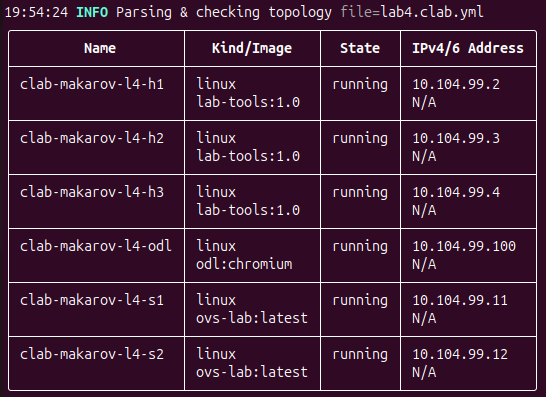 19:54:24 INFO Parsing & checking topology file=lab4.clab.yml
Name Kind/Image State IPv4/6 Address
clab-makarov-l4-h1 linux running 10.104.99.2
lab-tools:1.0 N/A
clab-makarov-l4-h2 linux running 10.104.99.3
lab-tools:1.0 N/A
clab-makarov-l4-h3 linux running 10.104.99.4
lab-tools:1.0 N/A
clab-makarov-l4-odl linux running 10.104.99.100
odl:chromium N/A
clab-makarov-l4-s1 linux running 10.104.99.11
ovs-lab:latest N/A
clab-makarov-l4-s2 linux running 10.104.99.12
ovs-lab:latest N/A